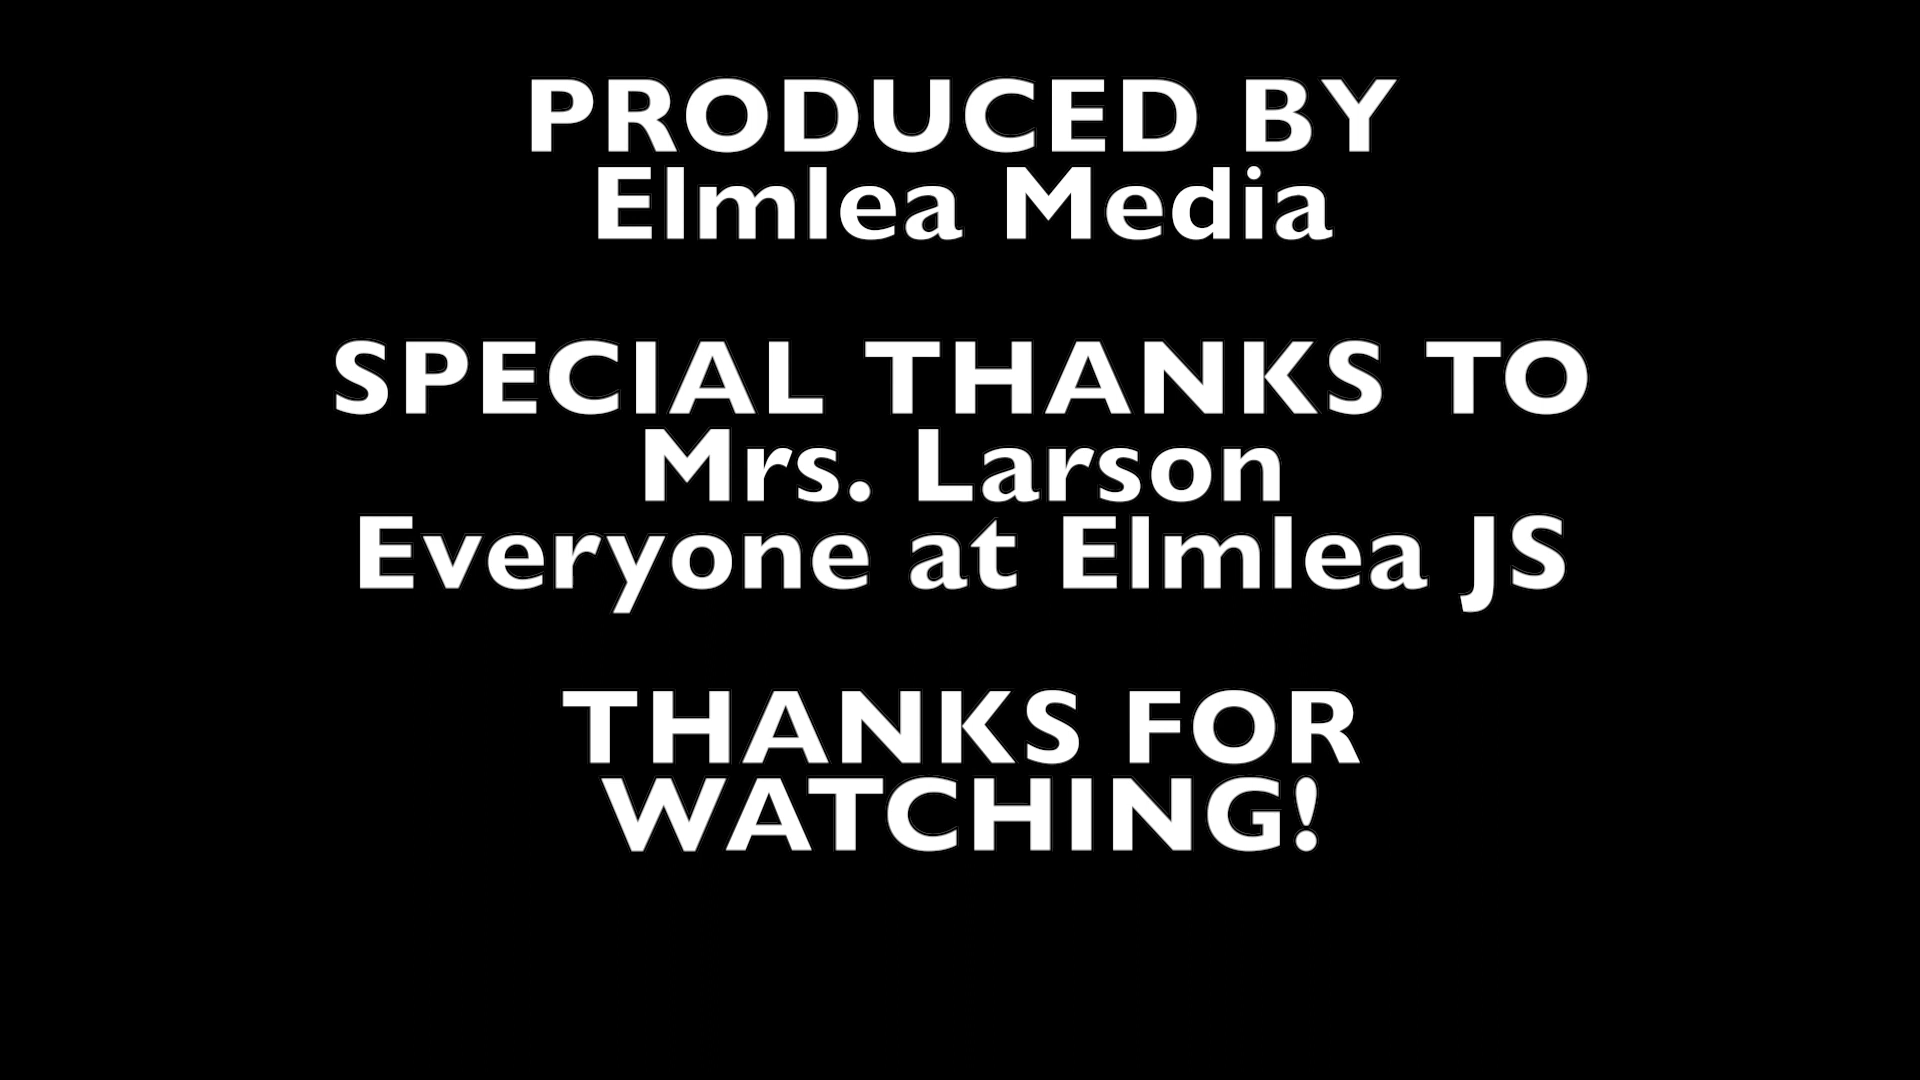 PRODUCED BY
Elmlea Media
SPECIAL THANKS TO
Mrs. Larson
Everyone at Elmlea JS
THANKS FOR
WATCHING!